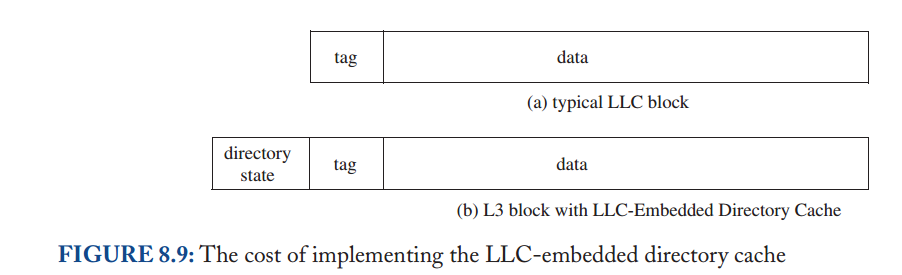 tag data
(a) typical LLC block
directory
state
tag data
(b) L3 block with LLC-Embedded Directory Cache
FIGURE 8.9: The cost of implementing the LLC-embedded directory cache